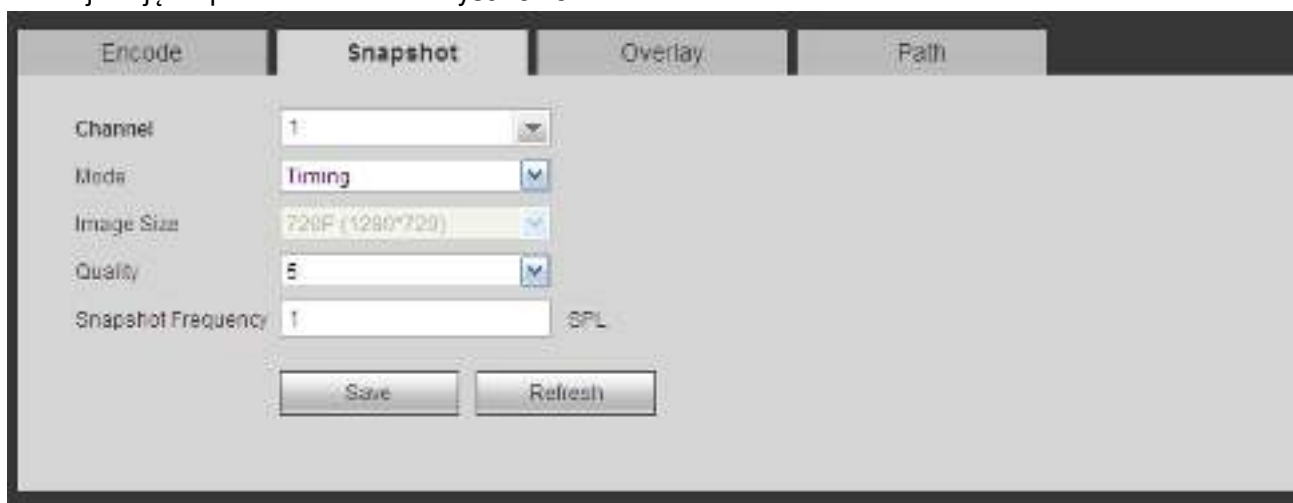 Encode Snapshot Overlay Path
Channel 1
Mode Timing
Image Size 720P (1280*720)
Quality 5
Snapshot Frequency 1 SPL
Save Refresh